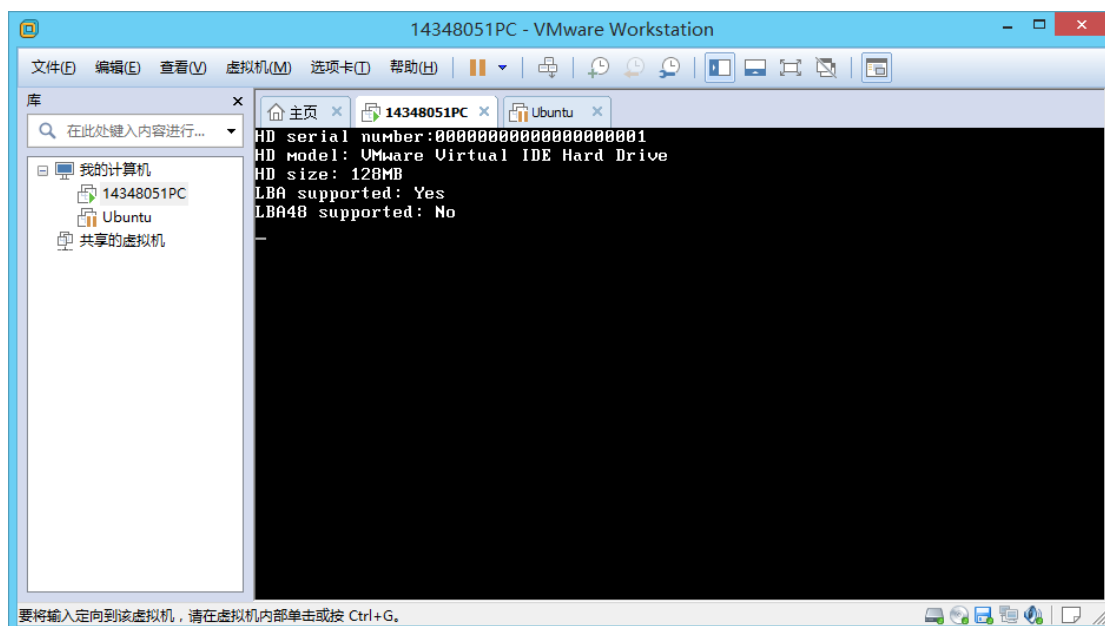 14348051PC - VMware Workstation
文件(F) 编辑(E) 查看(V) 虚拟机(M) 选项卡(T) 帮助(H)
库
在此处键入内容进行...
我的计算机
14348051PC
Ubuntu
共享的虚拟机
主页 14348051PC Ubuntu
HD serial number:00000000000000000001
HD model: VMware Virtual IDE Hard Drive
HD size: 128MB
LBA supported: Yes
LBA48 supported: No
要将输入定向到该虚拟机，请在虚拟机内部单击或按 Ctrl+G。